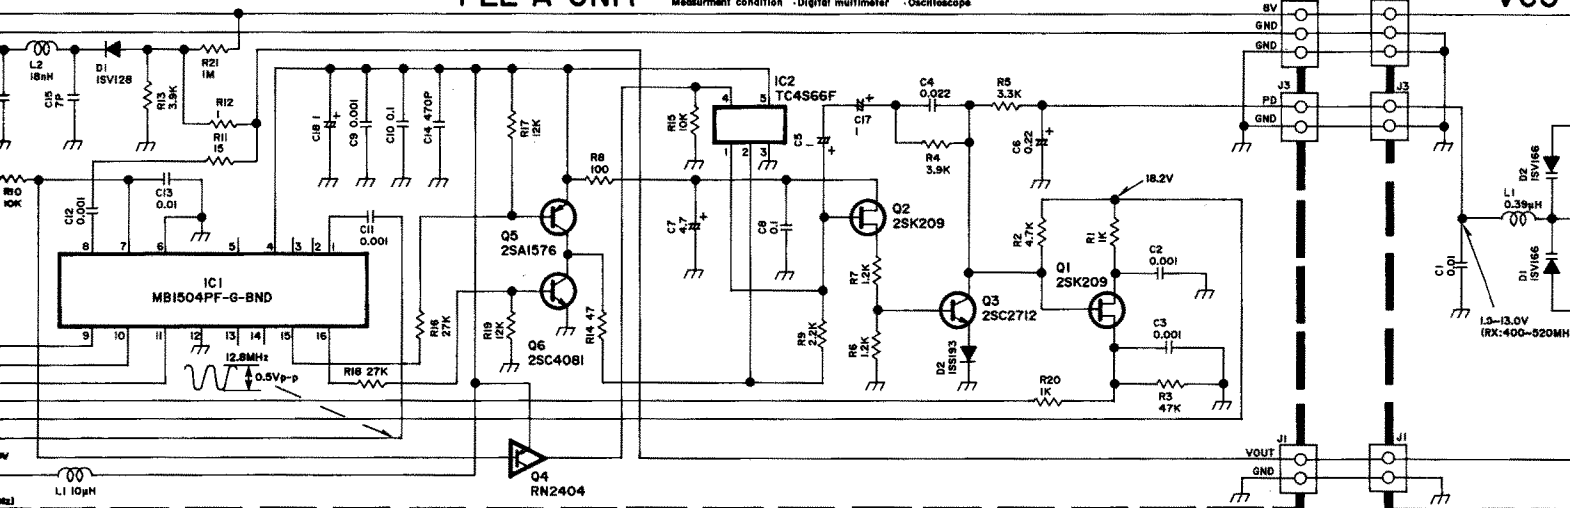 PLL-A UNIT
Measurment condition ·Digital multimeter ·Oscilloscope
VCO
8V
GND
GND
J3
J3
PD
GND
L2
18nH
D1
1SV128
R21
1M
C15
7P
R13
3.9K
R12
1
R11
15
C18 1
C9 0.001
C10 0.1
C14 470P
R17
12K
R15
10K
IC2
TC4S66F
4
5
1
2
3
C17
1
C5
C4
0.022
R5
3.3K
R4
3.9K
C6
0.22
R10
10K
C12
0.001
C13
0.01
C11
0.001
R8
100
C7
4.7
C8
0.1
Q2
2SK209
18.2V
R2
4.7K
R1
1K
C2
0.001
D2
1SV166
L1
0.39μH
D1
1SV166
C1
0.01
8
7
6
5
4
3
2
1
IC1
MB1504PF-G-BND
9
10
11
12
13
14
15
16
Q5
2SA1576
Q6
2SC4081
R16
27K
R19
12K
R14 47
R9
2.2K
R7
1.2K
R6
1.2K
Q3
2SC2712
D2
1SS193
Q1
2SK209
C3
0.001
R20
1K
R3
47K
1.0~13.0V
(RX:400~520MH
12.8MHz
0.5Vp-p
R18 27K
Q4
RN2404
L1 10μH
J1
J1
VOUT
GND